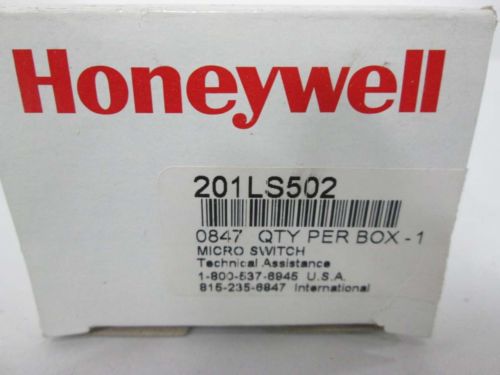 Honeywell
201LS502
0847 QTY PER BOX - 1
MICRO SWITCH
Technical Assistance
1-800-537-6945 U.S.A.
815-235-6847 International